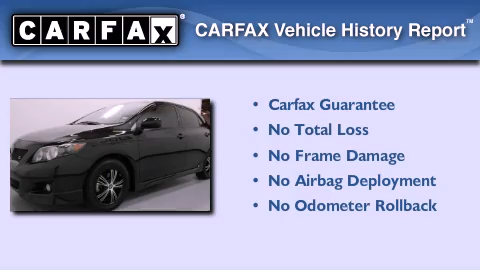 CARFAX® CARFAX Vehicle History Report™
• Carfax Guarantee
• No Total Loss
• No Frame Damage
• No Airbag Deployment
• No Odometer Rollback